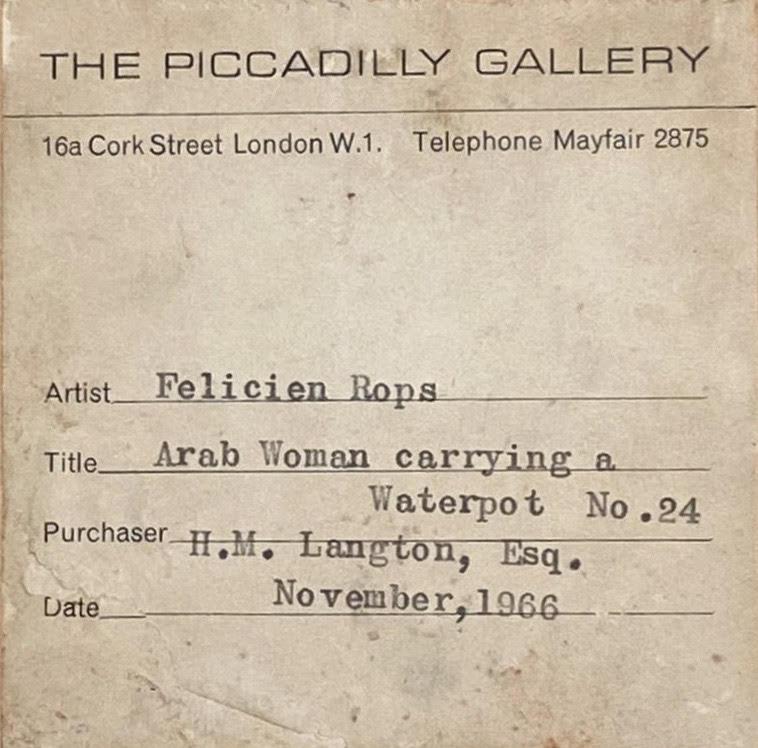 THE PICCADILLY GALLERY
16a Cork Street London W.1. Telephone Mayfair 2875
Artist Felicien Rops
Title Arab Woman carrying a
Waterpot No.24
Purchaser H.M. Langton, Esq.
Date November,1966